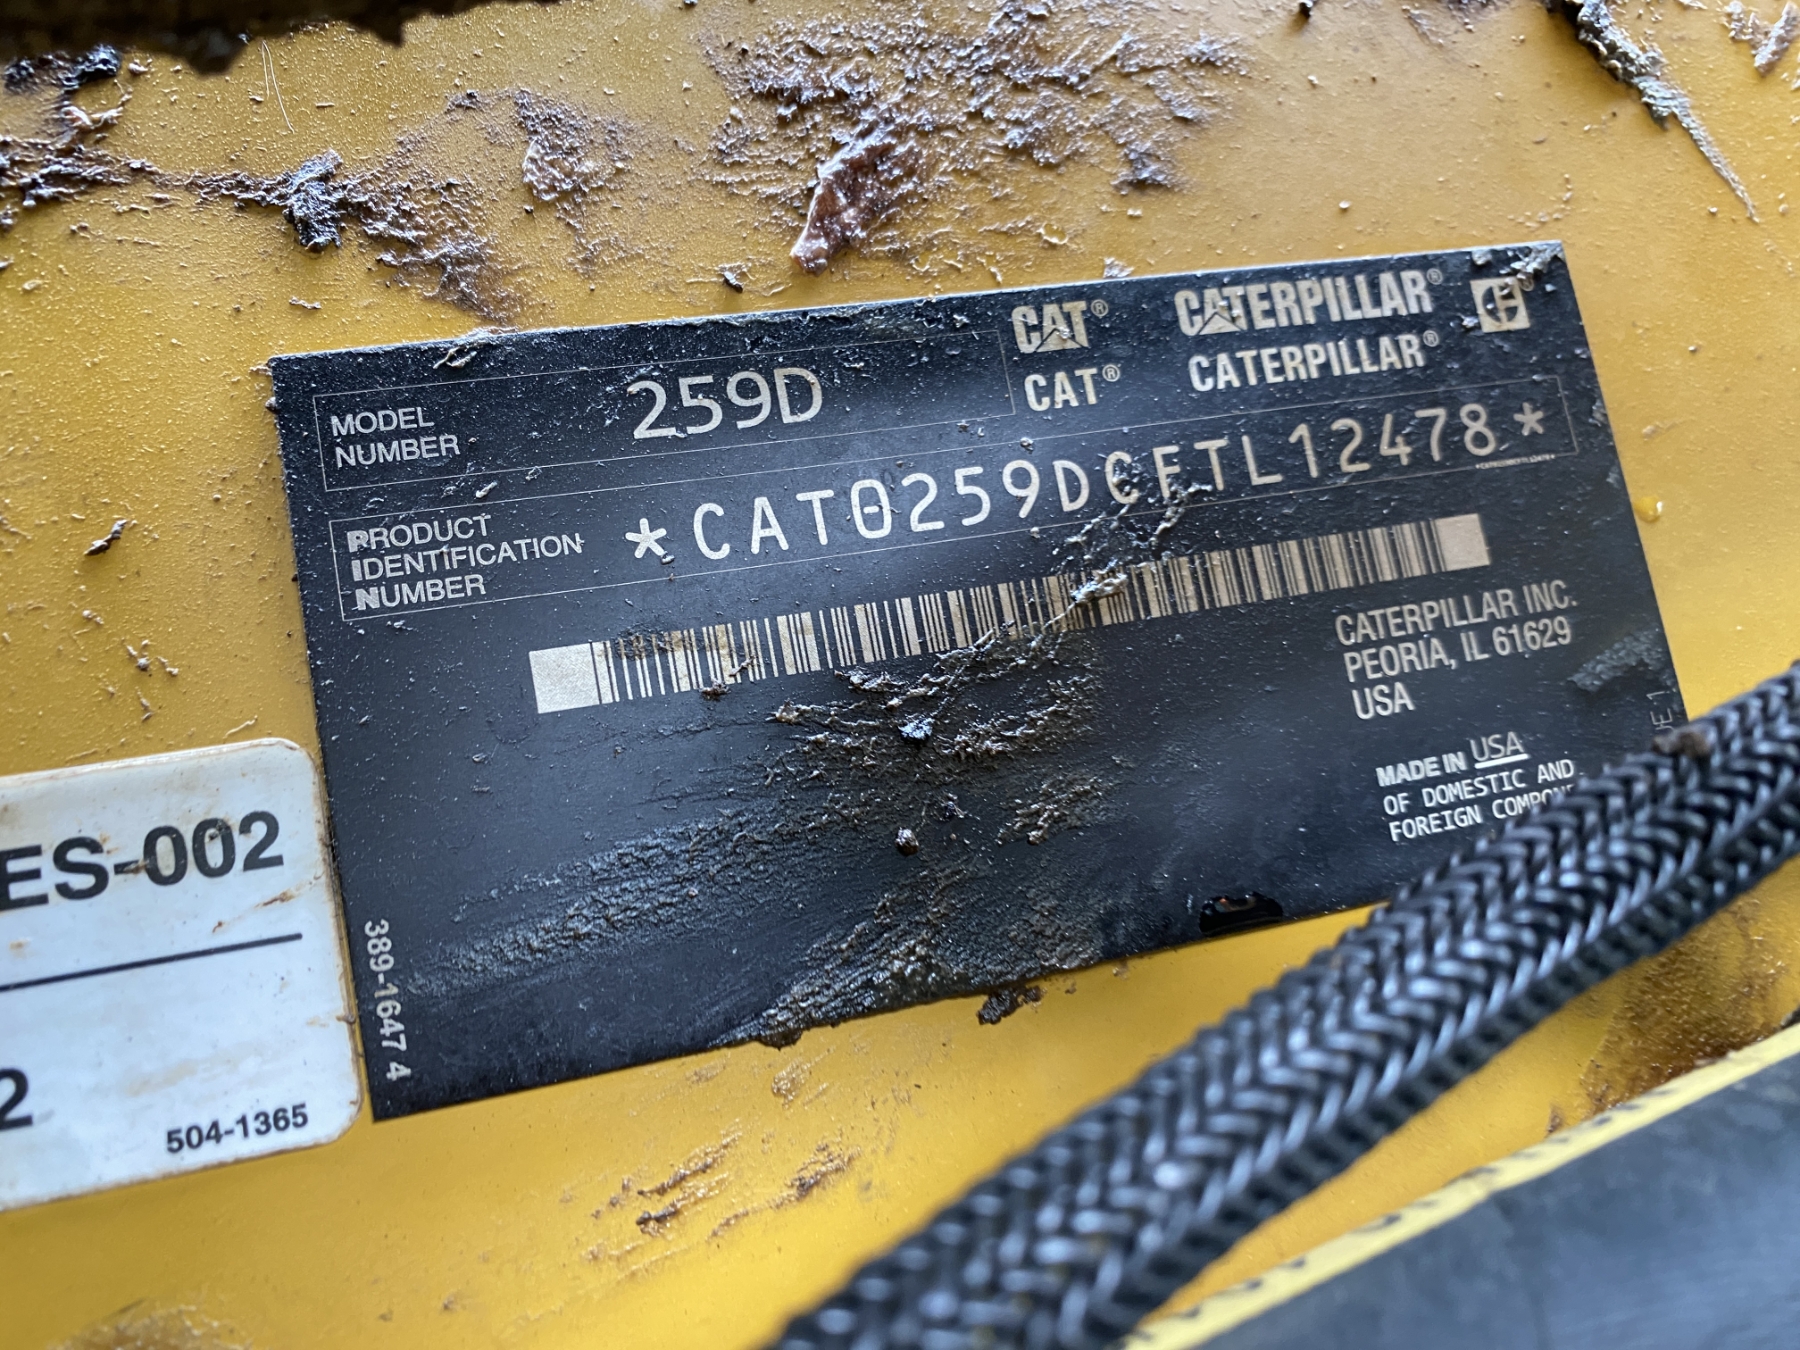 CAT® CATERPILLAR®
CAT® CATERPILLAR®
MODEL
NUMBER
259D
PRODUCT
IDENTIFICATION
NUMBER
*CAT0259DCFTL12478*
CATERPILLAR INC.
PEORIA, IL 61629
USA
MADE IN USA
OF DOMESTIC AND
FOREIGN
389-1647 4
ES-002
2
504-1365